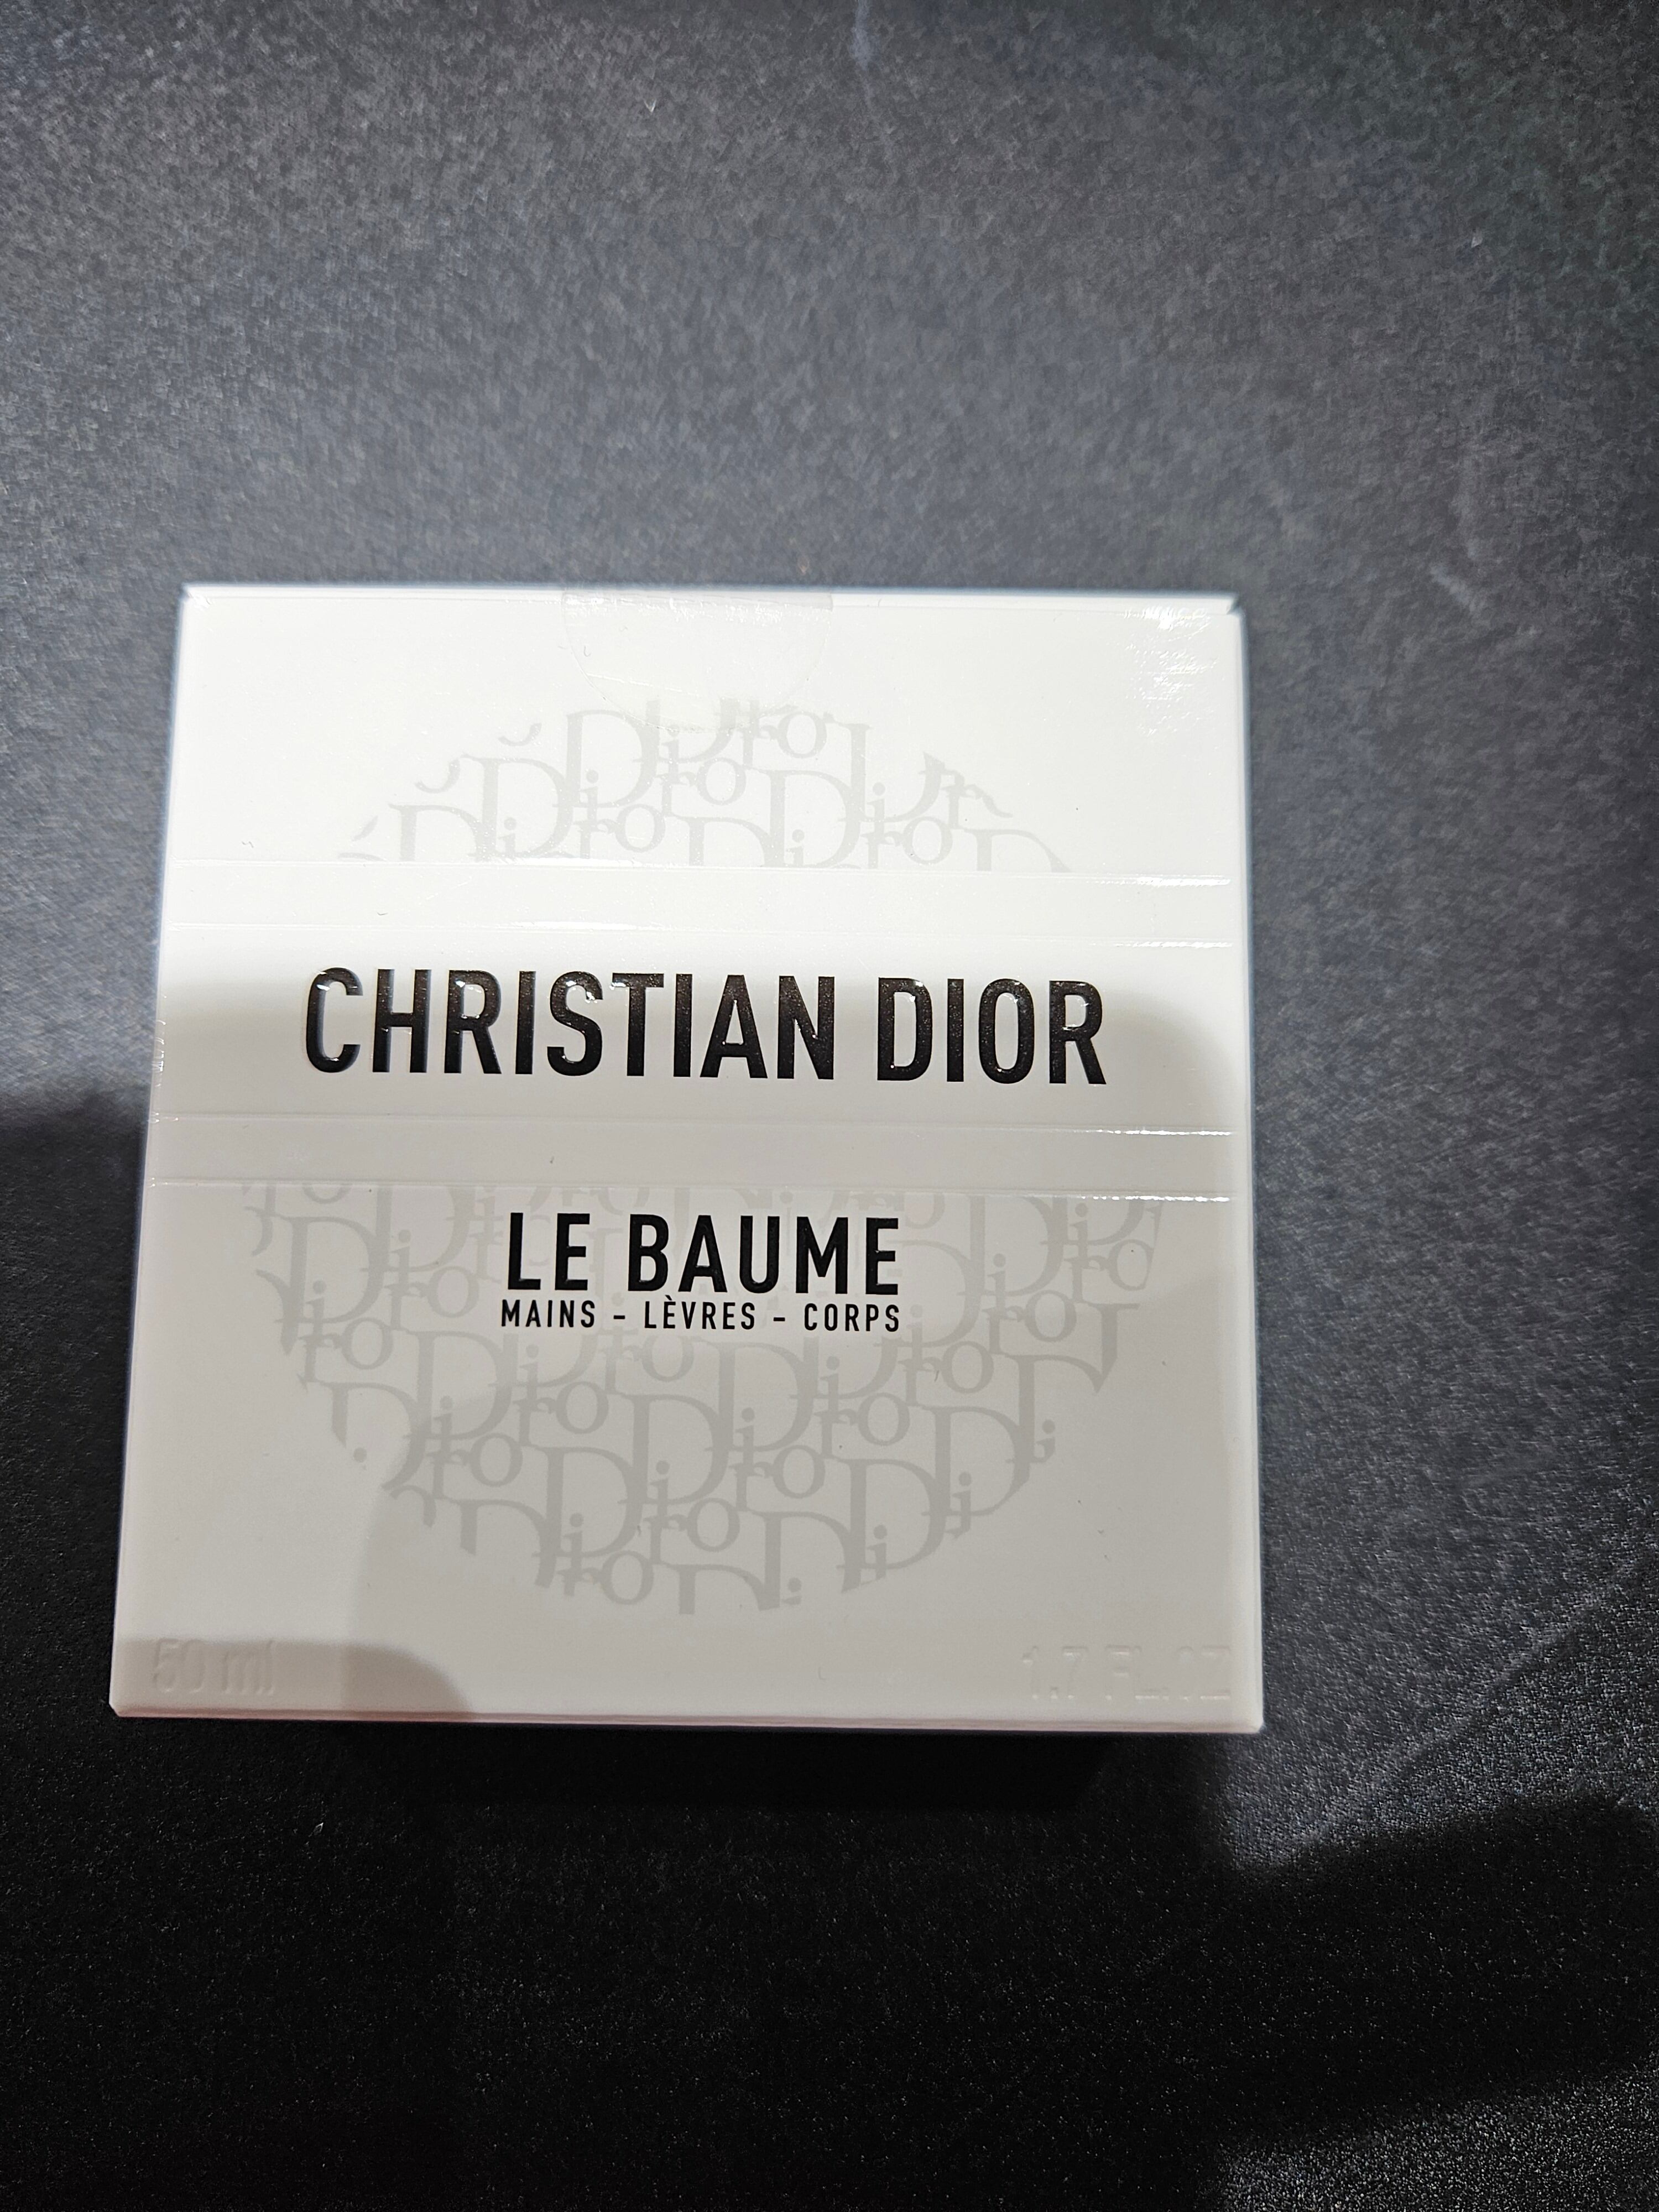 CHRISTIAN DIOR
LE BAUME
MAINS - LÈVRES - CORPS
50 ml 1.7 FL.OZ